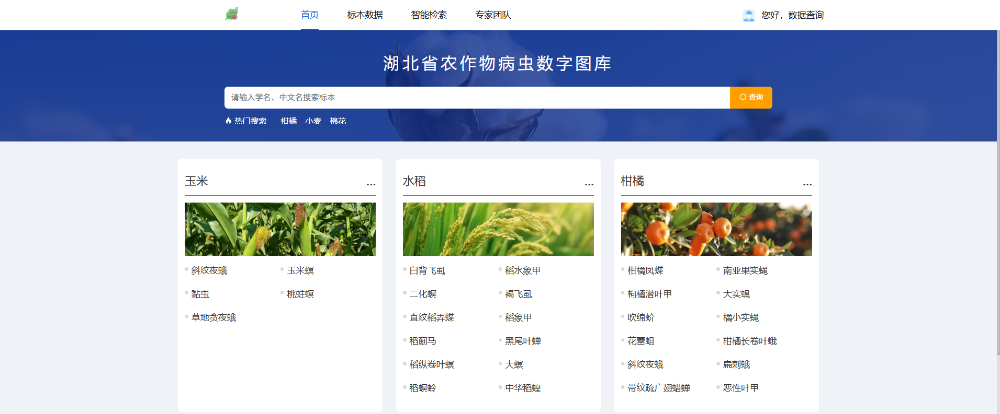 首页 标本数据 智能检索 专家团队 您好，数据查询
湖北省农作物病虫数字图库
请输入学名、中文名搜索标本 查询
热门搜索 柑橘 小麦 棉花
玉米 ...
斜纹夜蛾 玉米螟
黏虫 桃蛀螟
草地贪夜蛾
水稻 ...
白背飞虱 稻水象甲
二化螟 褐飞虱
直纹稻弄蝶 稻象甲
稻蓟马 黑尾叶蝉
稻纵卷叶螟 大螟
稻螟蛉 中华稻蝗
柑橘 ...
柑橘凤蝶 南亚果实蝇
枸橘潜叶甲 大实蝇
吹绵蚧 橘小实蝇
花蕾蛆 柑橘长卷叶蛾
斜纹夜蛾 扁刺蛾
带纹疏广翅蜡蝉 恶性叶甲